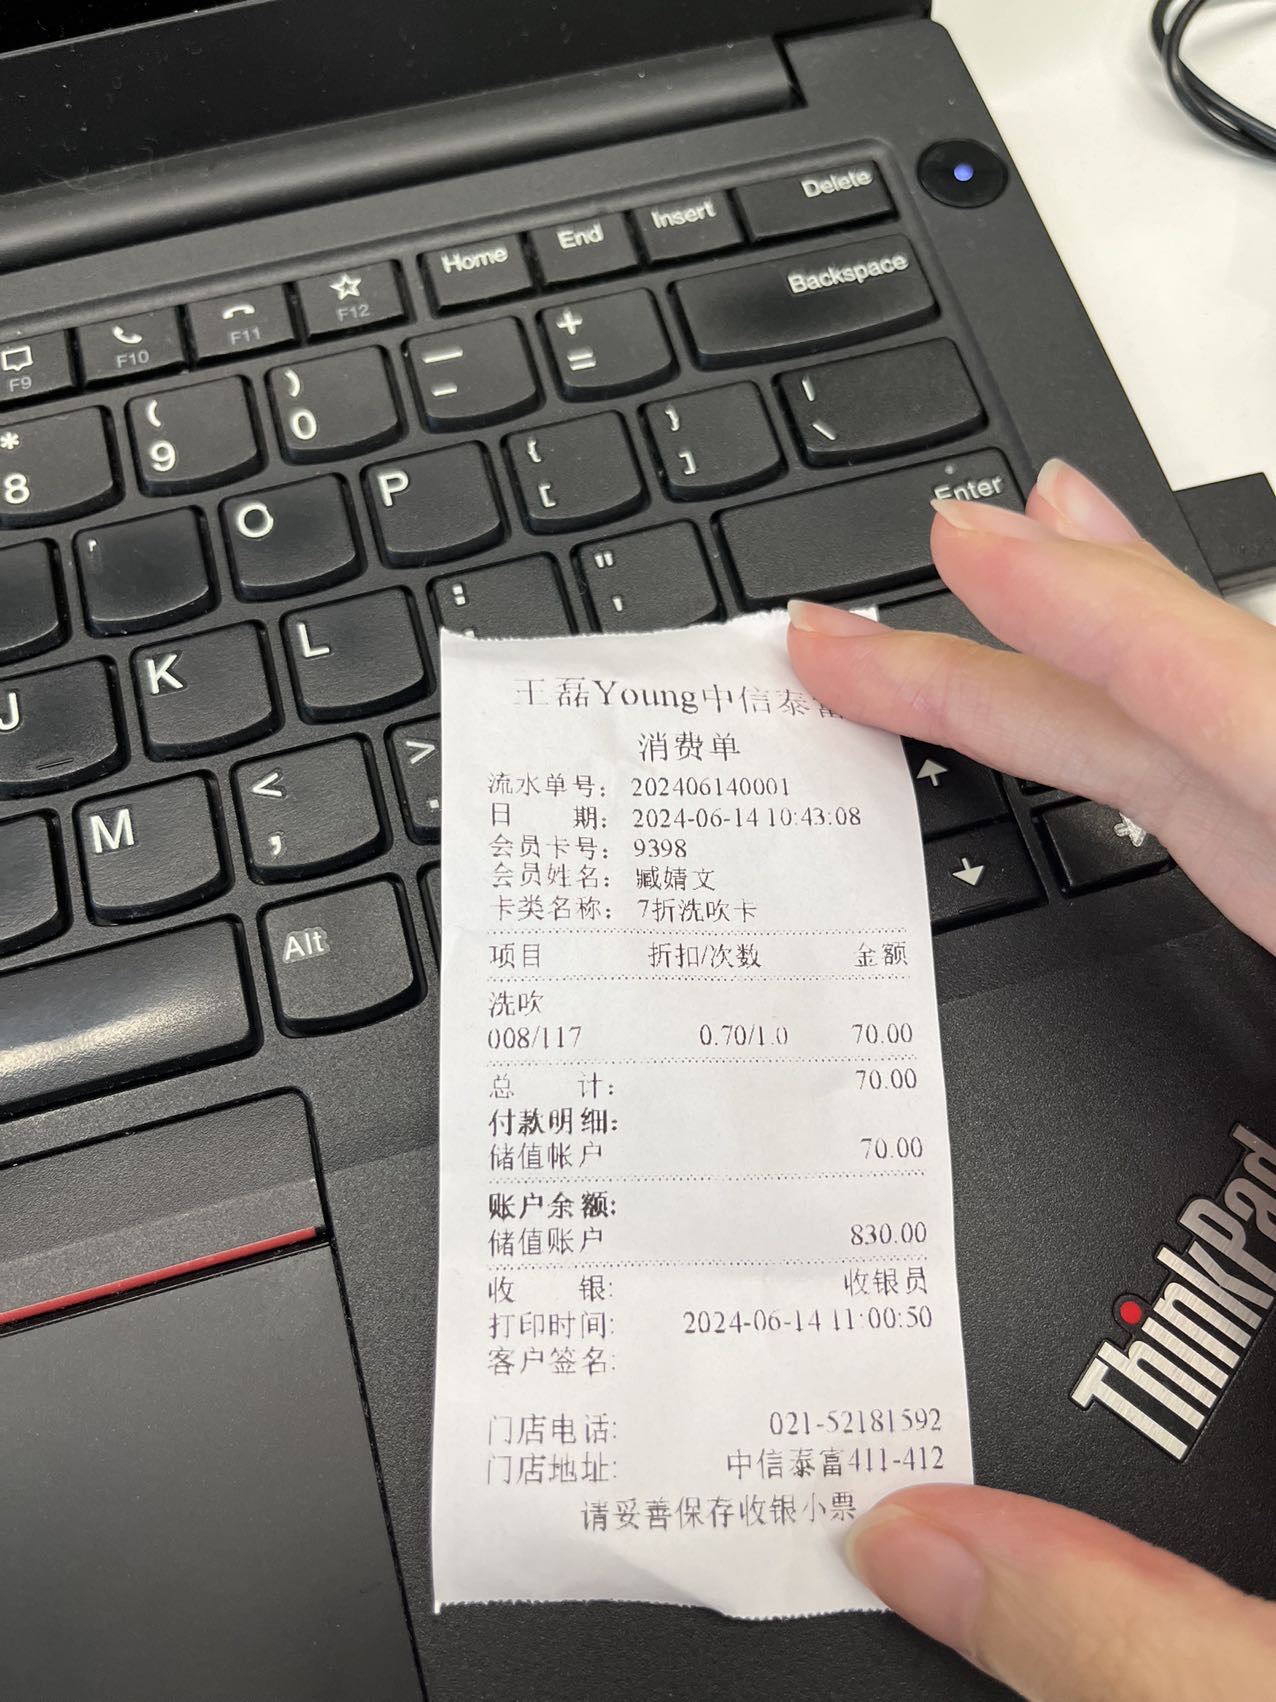 Delete
Insert
End
Home
Backspace
F12
F11
F10
F9
+
=
—
-
)
0
(
9
*
8
|
\
}
]
{
[
P
O
Enter
"
'
:
L
K
J
>
.
<
,
M
Alt
王磊Young中信泰富
消费单
流水单号: 202406140001
日 期: 2024-06-14 10:43:08
会员卡号: 9398
会员姓名: 臧婧文
卡类名称: 7折洗吹卡
项目 折扣/次数 金额
洗吹
008/117 0.70/1.0 70.00
总 计: 70.00
付款明细:
储值帐户 70.00
账户余额:
储值账户 830.00
收 银: 收银员
打印时间: 2024-06-14 11:00:50
客户签名:
门店电话: 021-52181592
门店地址: 中信泰富411-412
请妥善保存收银小票
ThinkPad